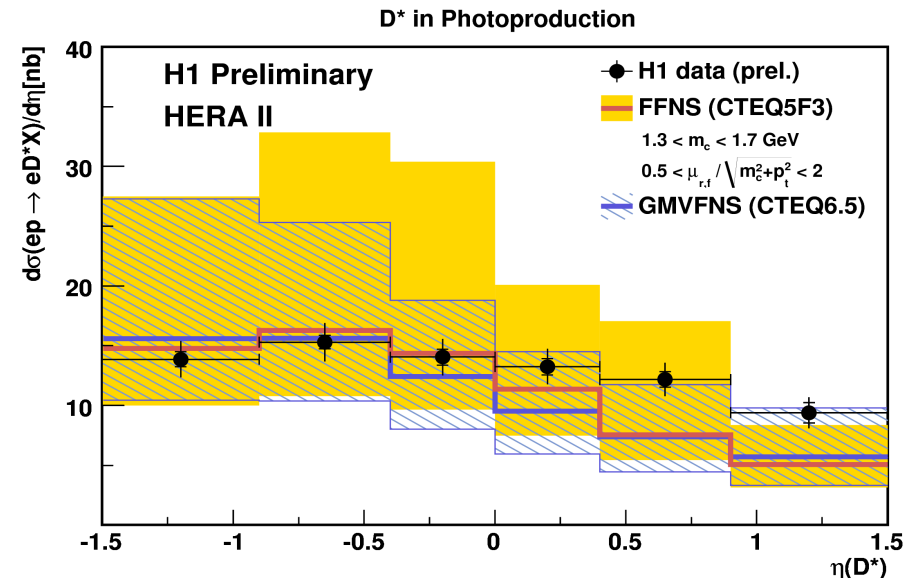 D* in Photoproduction
dσ(ep → eD*X)/dη[nb]
40
30
20
10
H1 Preliminary
HERA II
H1 data (prel.)
FFNS (CTEQ5F3)
1.3 < m_c < 1.7 GeV
0.5 < μ_r,f / √m_c²+p_t² < 2
GMVFNS (CTEQ6.5)
-1.5 -1 -0.5 0 0.5 1 1.5
η(D*)